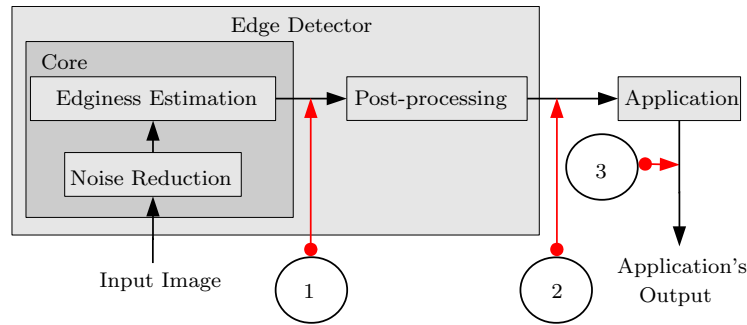 Edge Detector
Core
Edginess Estimation
Post-processing
Application
Noise Reduction
3
Input Image
1
2
Application's
Output